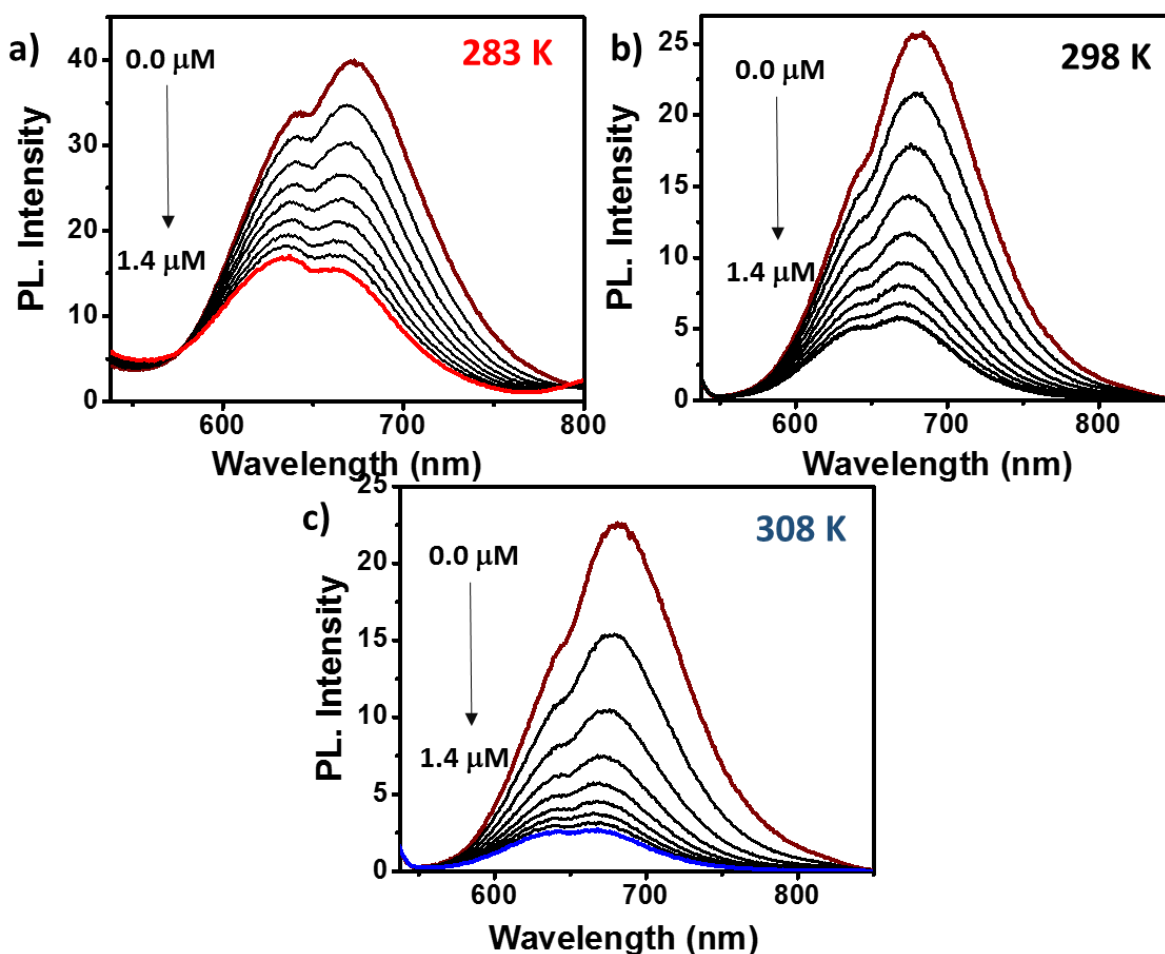 a)
283 K
0.0 μM
1.4 μM
40
30
20
10
0
PL. Intensity
600
700
800
Wavelength (nm)
b)
298 K
0.0 μM
1.4 μM
25
20
15
10
5
0
PL. Intensity
600
700
800
Wavelength (nm)
c)
308 K
0.0 μM
1.4 μM
25
20
15
10
5
0
PL. Intensity
600
700
800
Wavelength (nm)